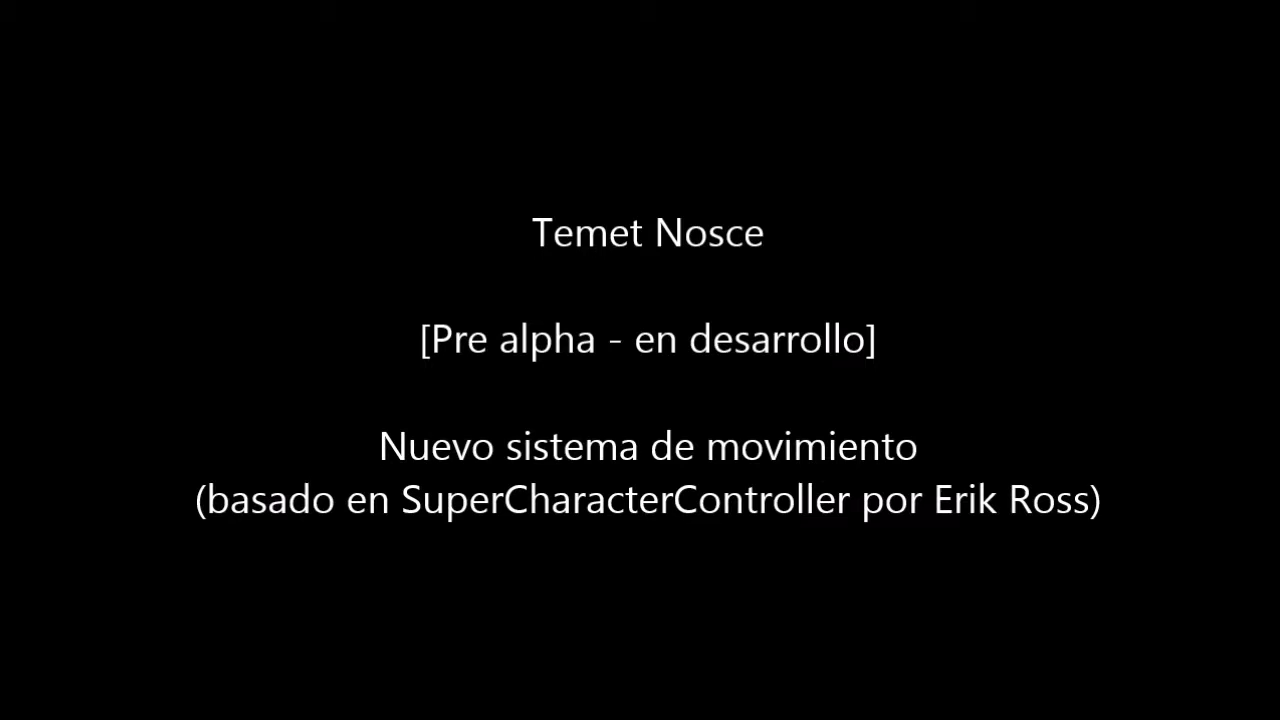 Temet Nosce
[Pre alpha - en desarrollo]
Nuevo sistema de movimiento
(basado en SuperCharacterController por Erik Ross)